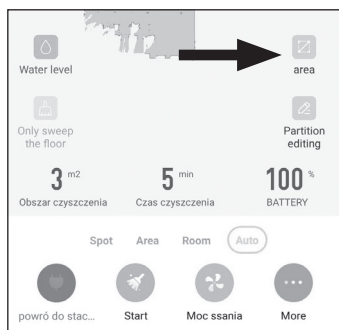 Water level
area
Only sweep
the floor
Partition
editing
3 m2
5 min
100 %
Obszar czyszczenia
Czas czyszczenia
BATTERY
Spot
Area
Room
Auto
powró do stac...
Start
Moc ssania
More